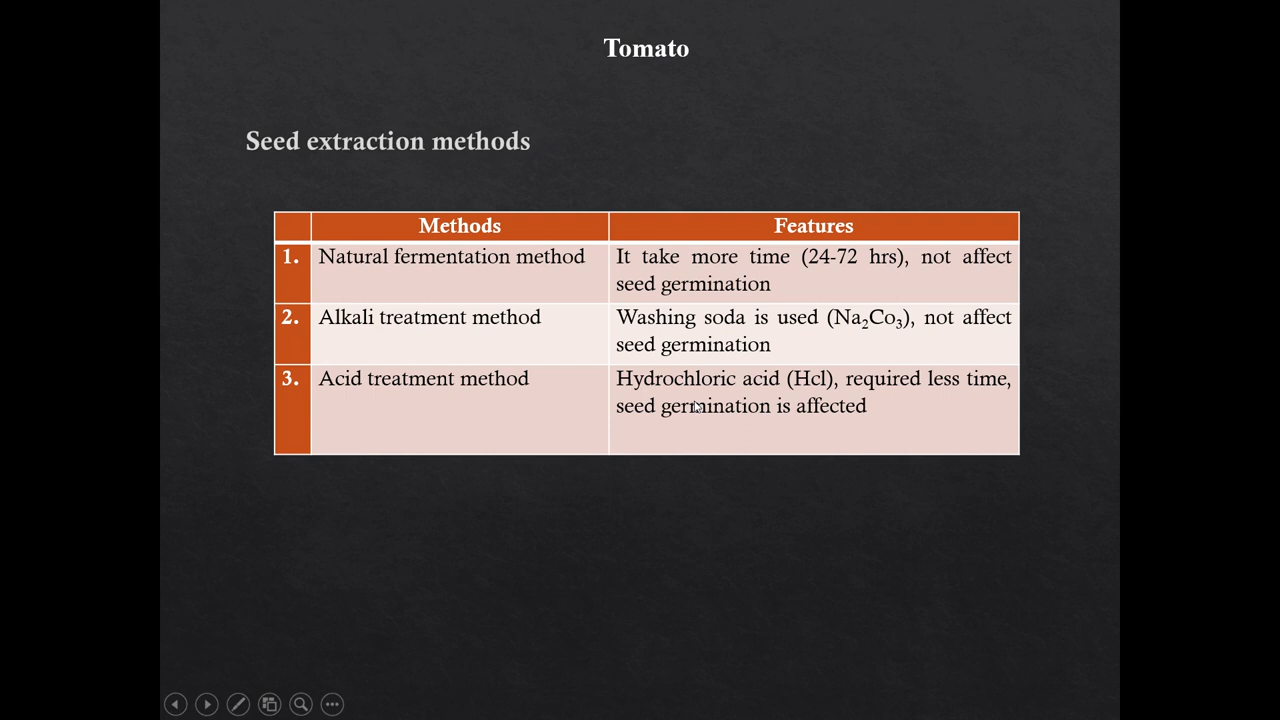 Tomato
Seed extraction methods
Methods Features
1. Natural fermentation method It take more time (24-72 hrs), not affect
seed germination
2. Alkali treatment method Washing soda is used (Na₂Co₃), not affect
seed germination
3. Acid treatment method Hydrochloric acid (Hcl), required less time,
seed germination is affected